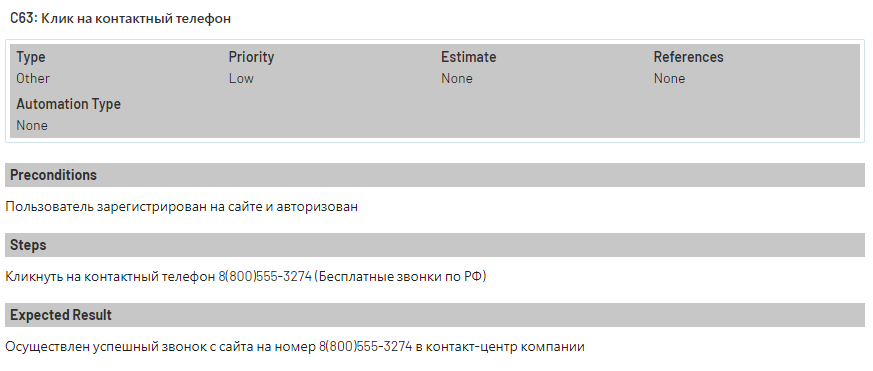 C63: Клик на контактный телефон
Type Priority Estimate References
Other Low None None
Automation Type
None
Preconditions
Пользователь зарегистрирован на сайте и авторизован
Steps
Кликнуть на контактный телефон 8(800)555-3274 (Бесплатные звонки по РФ)
Expected Result
Осуществлен успешный звонок с сайта на номер 8(800)555-3274 в контакт-центр компании